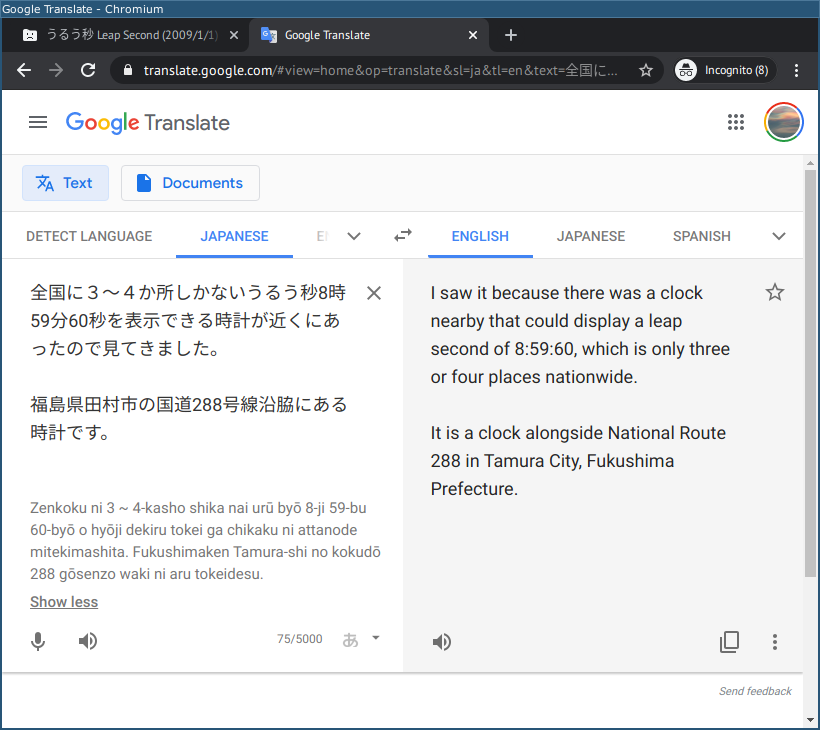 Google Translate - Chromium
うるう秒 Leap Second (2009/1/1)
Google Translate
translate.google.com/#view=home&op=translate&sl=ja&tl=en&text=全国に...
Incognito (8)
Google Translate
Text
Documents
DETECT LANGUAGE
JAPANESE
ENGLISH
JAPANESE
SPANISH
全国に３～４か所しかないうるう秒8時
59分60秒を表示できる時計が近くにあ
ったので見てきました。
福島県田村市の国道288号線沿脇にある
時計です。
Zenkoku ni 3 ~ 4-kasho shika nai urū byō 8-ji 59-bu
60-byō o hyōji dekiru tokei ga chikaku ni attanode
mitekimashita. Fukushimaken Tamura-shi no kokudō
288 gōsenzo waki ni aru tokeidesu.
Show less
75/5000
あ
I saw it because there was a clock
nearby that could display a leap
second of 8:59:60, which is only three
or four places nationwide.
It is a clock alongside National Route
288 in Tamura City, Fukushima
Prefecture.
Send feedback